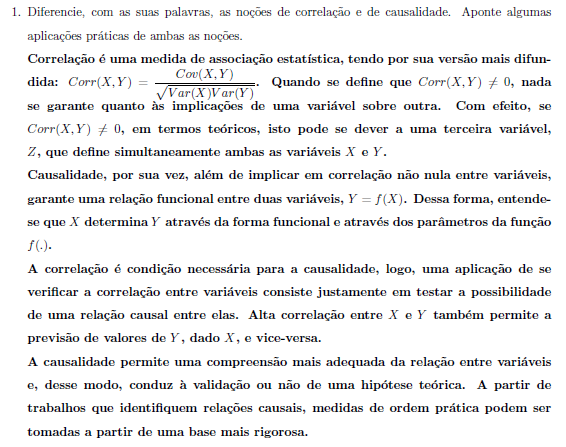 1. Diferencie, com as suas palavras, as noções de correlação e de causalidade. Aponte algumas
aplicações práticas de ambas as noções.
Correlação é uma medida de associação estatística, tendo por sua versão mais difun-
dida: Corr(X,Y) = Cov(X,Y)/√Var(X)Var(Y). Quando se define que Corr(X,Y) ≠ 0, nada
se garante quanto às implicações de uma variável sobre outra. Com efeito, se
Corr(X,Y) ≠ 0, em termos teóricos, isto pode se dever a uma terceira variável,
Z, que define simultaneamente ambas as variáveis X e Y.
Causalidade, por sua vez, além de implicar em correlação não nula entre variáveis,
garante uma relação funcional entre duas variáveis, Y = f(X). Dessa forma, entende-
se que X determina Y através da forma funcional e através dos parâmetros da função
f(.).
A correlação é condição necessária para a causalidade, logo, uma aplicação de se
verificar a correlação entre variáveis consiste justamente em testar a possibilidade
de uma relação causal entre elas. Alta correlação entre X e Y também permite a
previsão de valores de Y, dado X, e vice-versa.
A causalidade permite uma compreensão mais adequada da relação entre variáveis
e, desse modo, conduz à validação ou não de uma hipótese teórica. A partir de
trabalhos que identifiquem relações causais, medidas de ordem prática podem ser
tomadas a partir de uma base mais rigorosa.